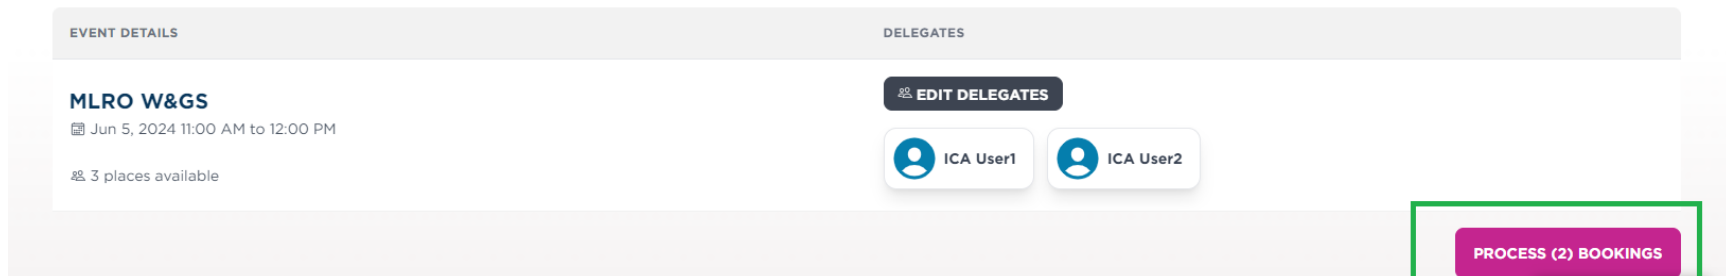 EVENT DETAILS
DELEGATES
MLRO W&GS
Jun 5, 2024 11:00 AM to 12:00 PM
3 places available
EDIT DELEGATES
ICA User1
ICA User2
PROCESS (2) BOOKINGS